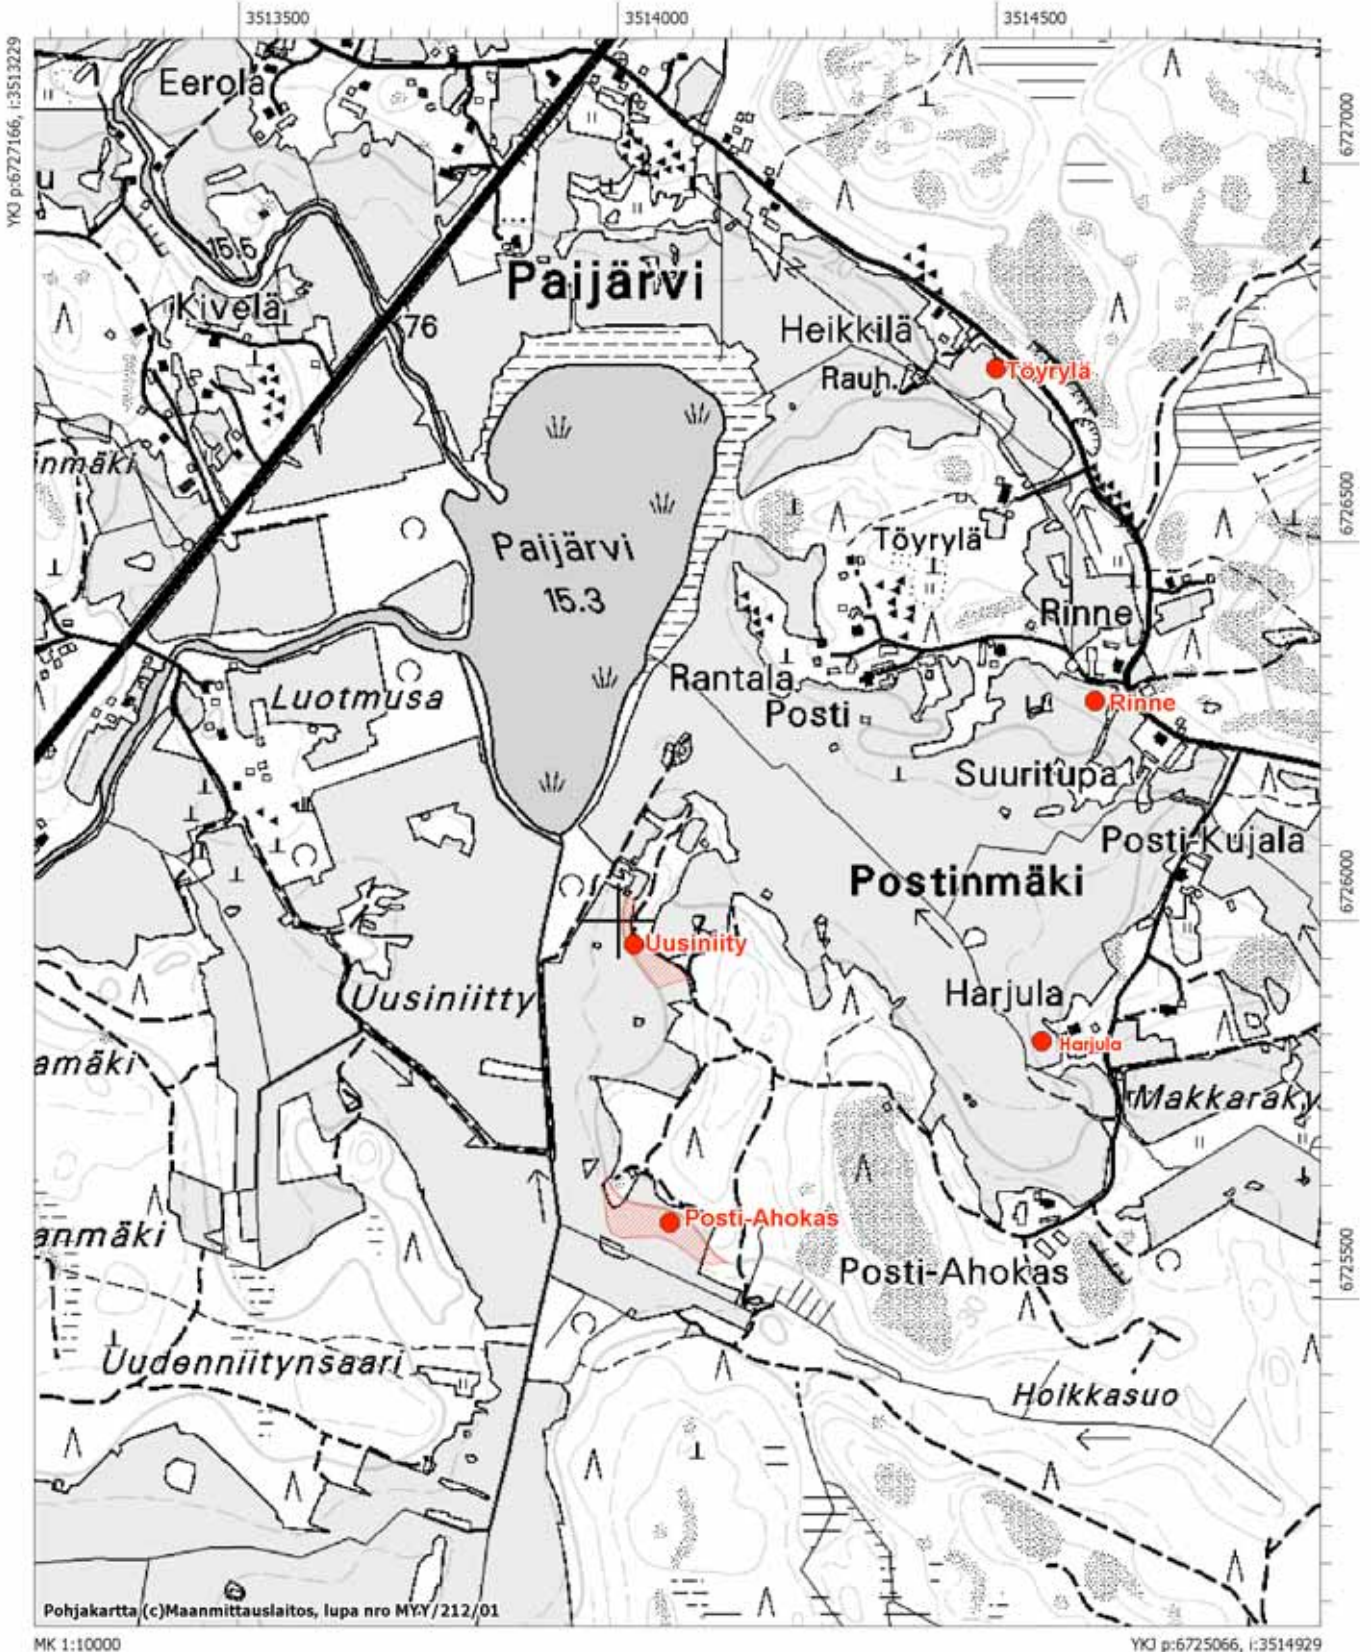 3513500
3514000
3514500
YKJ p:6727166, i:3513229
6727000
Eerola
u
15.5
Paijärvi
Kivelä
76
Heikkilä
Rauh.
Töyrylä
inmäki
6726500
Paijärvi
15.3
Töyrylä
Rinne
Rantala
Luotmusa
Posti
Rinne
Suuritupa
Posti-Kujala
6726000
Postinmäki
Uusiniity
Uusiniitty
Harjula
Harjula
amäki
Makkaraky
Posti-Ahokas
anmäki
Posti-Ahokas
6725500
30
Uudenniitynsaari
Hoikkasuo
Pohjakartta (c)Maanmittauslaitos, lupa nro MYY/212/01
MK 1:10000
YKJ p:6725066, i:3514929